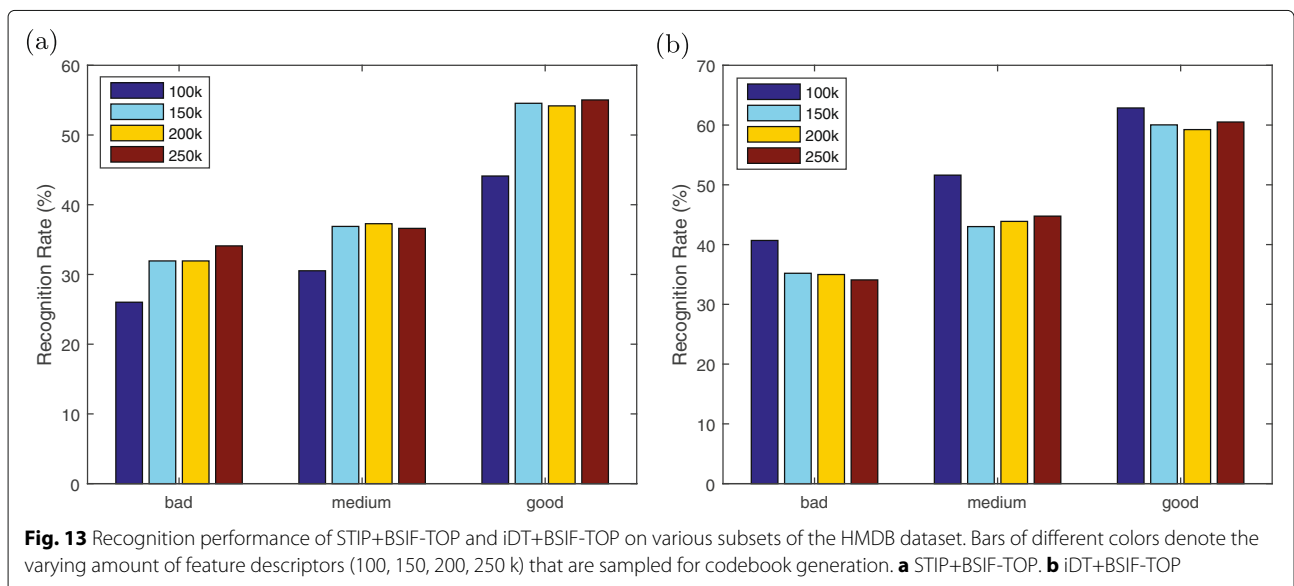 (a)
60
50
40
30
20
10
0
Recognition Rate (%)
100k
150k
200k
250k
bad medium good
(b)
70
60
50
40
30
20
10
0
Recognition Rate (%)
100k
150k
200k
250k
bad medium good
Fig. 13 Recognition performance of STIP+BSIF-TOP and iDT+BSIF-TOP on various subsets of the HMDB dataset. Bars of different colors denote the
varying amount of feature descriptors (100, 150, 200, 250 k) that are sampled for codebook generation. a STIP+BSIF-TOP. b iDT+BSIF-TOP